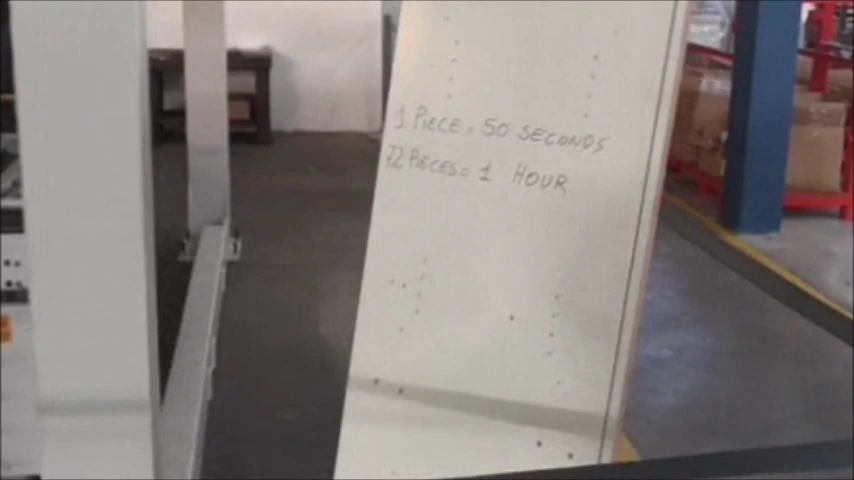 1 PIECE = 50 SECONDS
72 PIECES = 1 HOUR